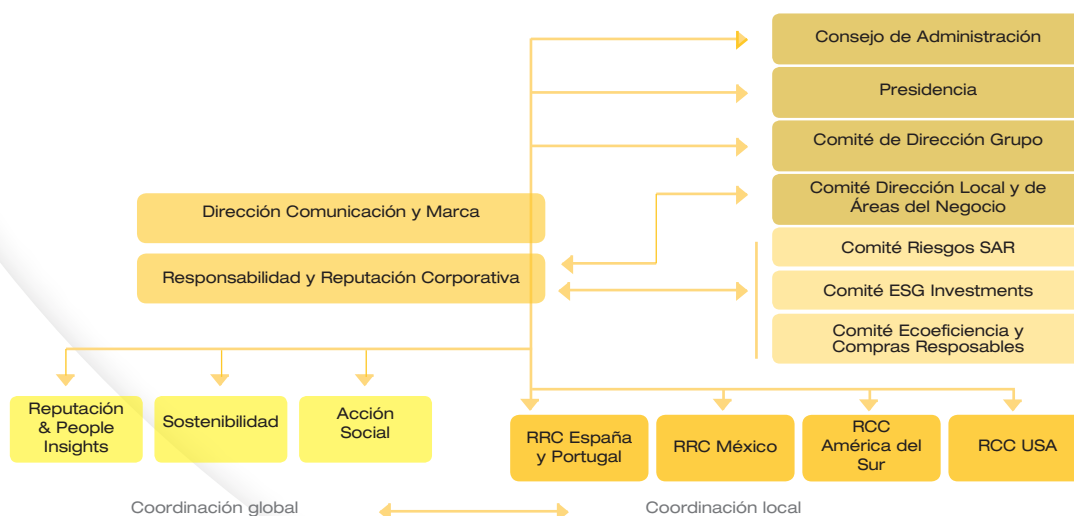 Consejo de Administración
Presidencia
Comité de Dirección Grupo
Comité Dirección Local y de
Áreas del Negocio
Dirección Comunicación y Marca
Comité Riesgos SAR
Responsabilidad y Reputación Corporativa
Comité ESG Investments
Comité Ecoeficiencia y
Compras Resposables
Reputación
& People
Insights
Sostenibilidad
Acción
Social
RRC España
y Portugal
RRC México
RCC
América del
Sur
RCC USA
Coordinación global
Coordinación local